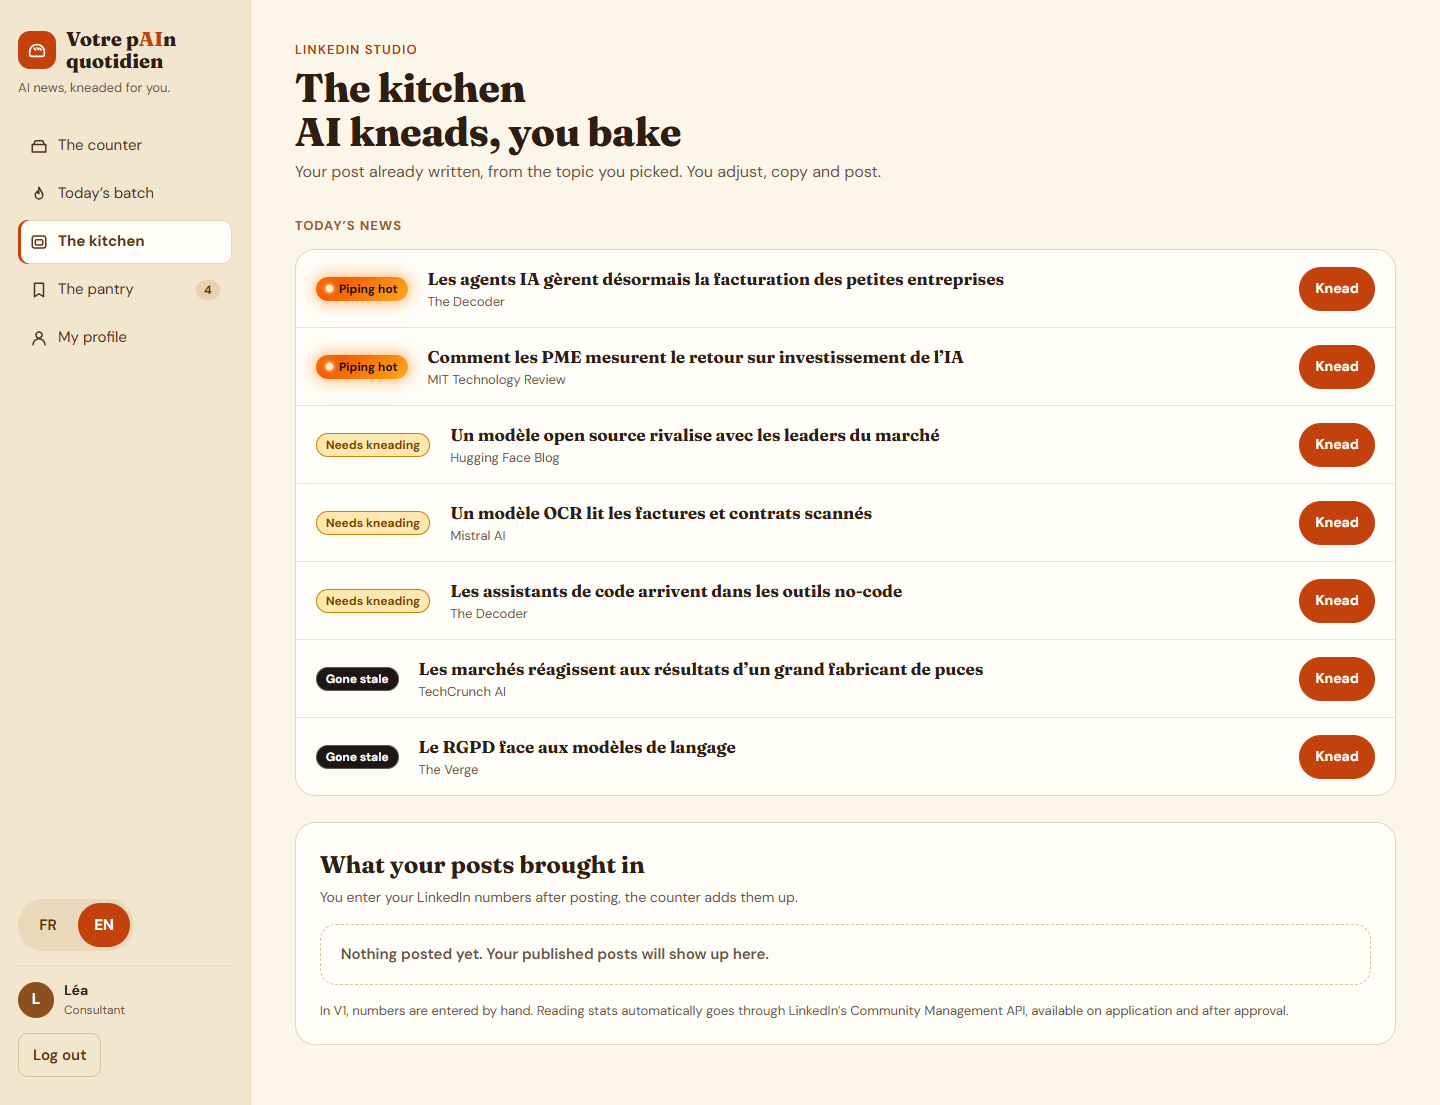 Votre pAIn
quotidien
AI news, kneaded for you.
The counter
Today's batch
The kitchen
The pantry
4
My profile
FR
EN
L
Léa
Consultant
Log out
LINKEDIN STUDIO
The kitchen
AI kneads, you bake
Your post already written, from the topic you picked. You adjust, copy and post.
TODAY'S NEWS
Piping hot
Les agents IA gèrent désormais la facturation des petites entreprises
The Decoder
Knead
Piping hot
Comment les PME mesurent le retour sur investissement de l'IA
MIT Technology Review
Knead
Needs kneading
Un modèle open source rivalise avec les leaders du marché
Hugging Face Blog
Knead
Needs kneading
Un modèle OCR lit les factures et contrats scannés
Mistral AI
Knead
Needs kneading
Les assistants de code arrivent dans les outils no-code
The Decoder
Knead
Gone stale
Les marchés réagissent aux résultats d'un grand fabricant de puces
TechCrunch AI
Knead
Gone stale
Le RGPD face aux modèles de langage
The Verge
Knead
What your posts brought in
You enter your LinkedIn numbers after posting, the counter adds them up.
Nothing posted yet. Your published posts will show up here.
In V1, numbers are entered by hand. Reading stats automatically goes through LinkedIn's Community Management API, available on application and after approval.